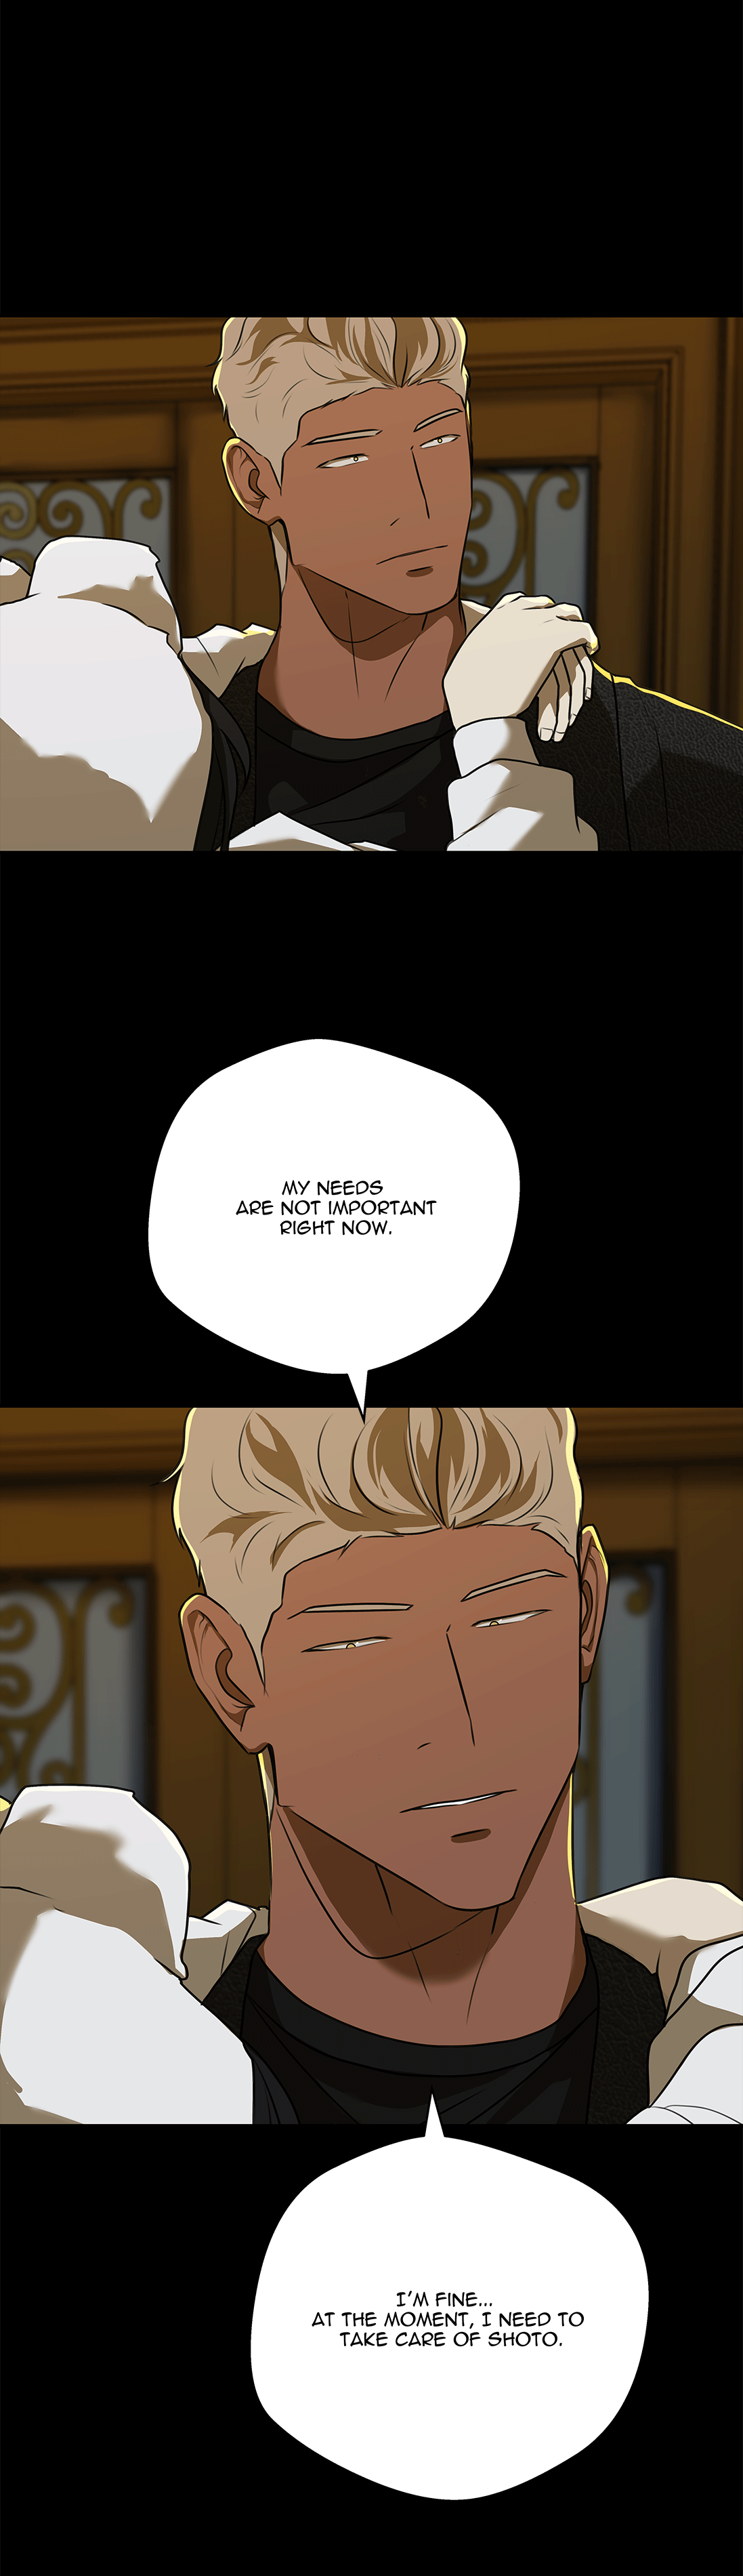 MY NEEDS
ARE NOT IMPORTANT
RIGHT NOW.
I'M FINE...
AT THE MOMENT, I NEED TO
TAKE CARE OF SHOTO.